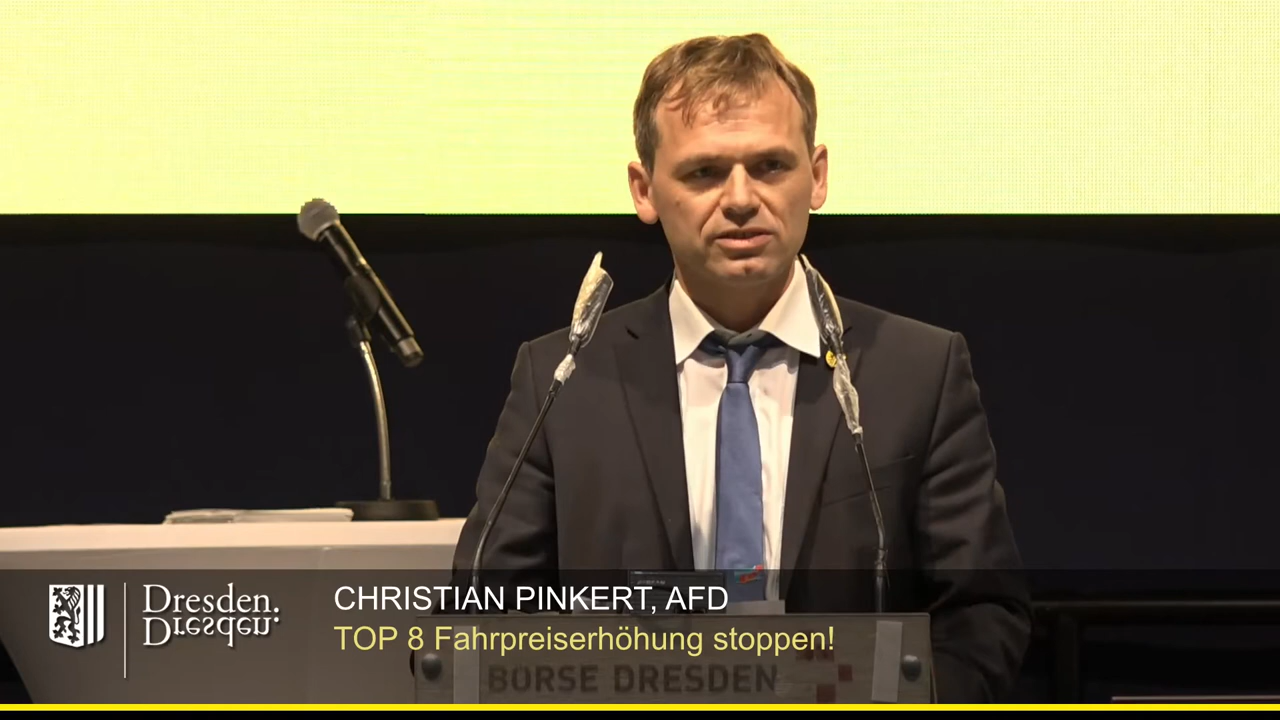 Dresden.
Dresden.
CHRISTIAN PINKERT, AFD
TOP 8 Fahrpreiserhöhung stoppen!
BÖRSE DRESDEN